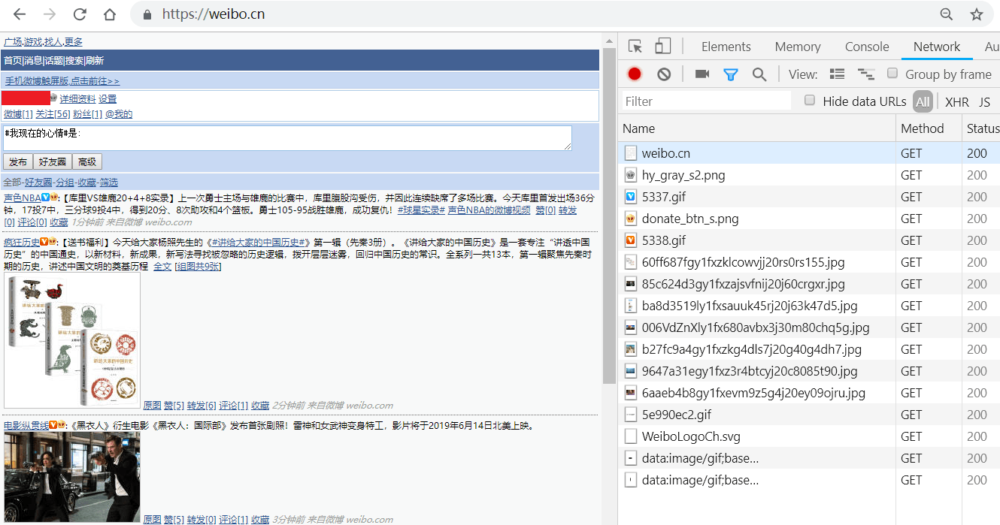 https://weibo.cn
广场,游戏,找人,更多
首页|消息|话题|搜索|刷新
手机微博触屏版,点击前往>>
详细资料 设置
微博[1] 关注[56] 粉丝[1] @我的
#我现在的心情#是:
发布 好友圈 高级
全部-好友圈-分组-收藏-筛选
声色NBA:【库里VS雄鹿20+4+8实录】上一次勇士主场与雄鹿的比赛中，库里腹股沟受伤，并因此连续缺席了多场比赛。今天库里首发出场36分
钟，17投7中，三分球9投4中，得到20分、8次助攻和4个篮板。勇士105-95战胜雄鹿，成功复仇！#球星实录# 声色NBA的微博视频 赞[0] 转发
[0] 评论[0] 收藏 1分钟前 来自微博 weibo.com
疯狂历史:【送书福利】今天给大家杨照先生的《#讲给大家的中国历史#》第一辑（先秦3册）。《讲给大家的中国历史》是一套专注“讲透中国
历史”的中国通史，以新材料，新成果，新写法寻找被忽略的历史逻辑，拨开层层迷雾，回归中国历史的常识。全系列一共13本，第一辑聚焦先秦时
期的历史，讲述中国文明的奠基历程 全文 [组图共9张]
讲给大家的中国历史
原图 赞[5] 转发[6] 评论[1] 收藏 2分钟前 来自微博 weibo.com
电影纵贯线:《黑衣人》衍生电影《黑衣人：国际部》发布首张剧照！雷神和女武神变身特工，影片将于2019年6月14日北美上映。
原图 赞[5] 转发[0] 评论[1] 收藏 3分钟前 来自微博 weibo.com
Elements Memory Console Network Au
View: Group by frame
Filter Hide data URLs All XHR JS
Name Method Status
weibo.cn GET 200
hy_gray_s2.png GET 200
5337.gif GET 200
donate_btn_s.png GET 200
5338.gif GET 200
60ff687fgy1fxzklcowvjj20rs0rs155.jpg GET 200
85c624d3gy1fxzajsvfnij20j60crgxr.jpg GET 200
ba8d3519ly1fxsauuk45rj20j63k47d5.jpg GET 200
006VdZnXly1fx680avbx3j30m80chq5g.jpg GET 200
b27fc9a4gy1fxzkg4dls7j20g40g4dh7.jpg GET 200
9647a31egy1fxz3r4btcyj20c8085t90.jpg GET 200
6aaeb4b8gy1fxevm9z5g4j20ey09ojru.jpg GET 200
5e990ec2.gif GET 200
WeiboLogoCh.svg GET 200
data:image/gif;base... GET 200
data:image/gif;base... GET 200